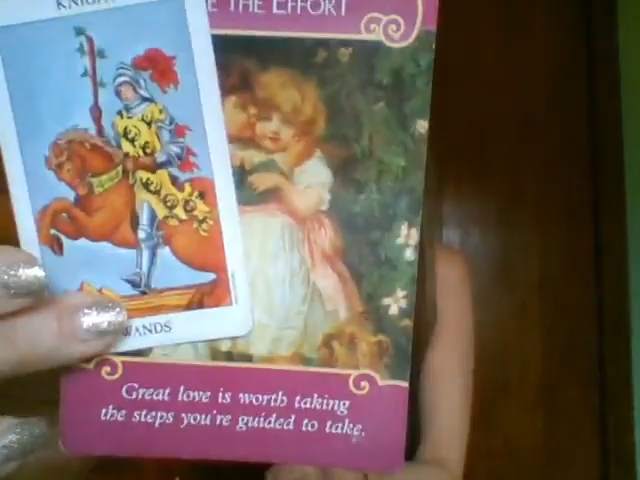 KNIGHT
E THE EFFORT
WANDS
Great love is worth taking
the steps you're guided to take.